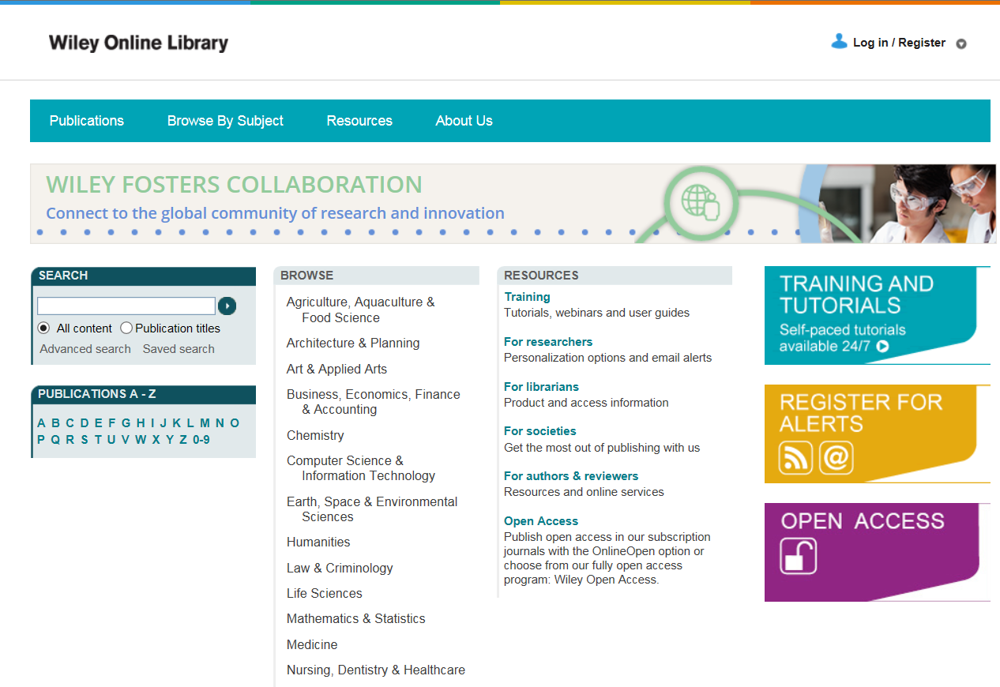 Wiley Online Library
Log in / Register
Publications
Browse By Subject
Resources
About Us
WILEY FOSTERS COLLABORATION
Connect to the global community of research and innovation
SEARCH
All content
Publication titles
Advanced search
Saved search
PUBLICATIONS A - Z
A B C D E F G H I J K L M N O
P Q R S T U V W X Y Z 0-9
BROWSE
Agriculture, Aquaculture &
Food Science
Architecture & Planning
Art & Applied Arts
Business, Economics, Finance
& Accounting
Chemistry
Computer Science &
Information Technology
Earth, Space & Environmental
Sciences
Humanities
Law & Criminology
Life Sciences
Mathematics & Statistics
Medicine
Nursing, Dentistry & Healthcare
RESOURCES
Training
Tutorials, webinars and user guides
For researchers
Personalization options and email alerts
For librarians
Product and access information
For societies
Get the most out of publishing with us
For authors & reviewers
Resources and online services
Open Access
Publish open access in our subscription
journals with the OnlineOpen option or
choose from our fully open access
program: Wiley Open Access.
TRAINING AND
TUTORIALS
Self-paced tutorials
available 24/7
REGISTER FOR
ALERTS
@
OPEN ACCESS